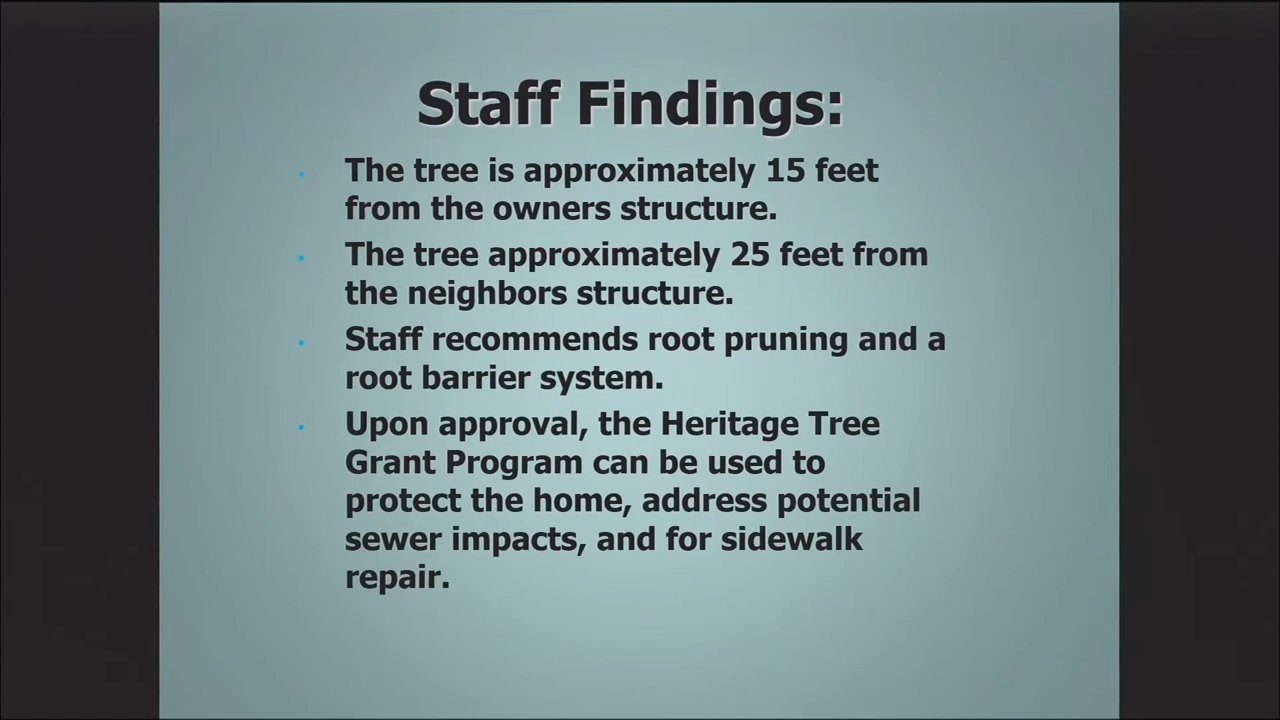 Staff Findings:
The tree is approximately 15 feet
from the owners structure.
The tree approximately 25 feet from
the neighbors structure.
Staff recommends root pruning and a
root barrier system.
Upon approval, the Heritage Tree
Grant Program can be used to
protect the home, address potential
sewer impacts, and for sidewalk
repair.